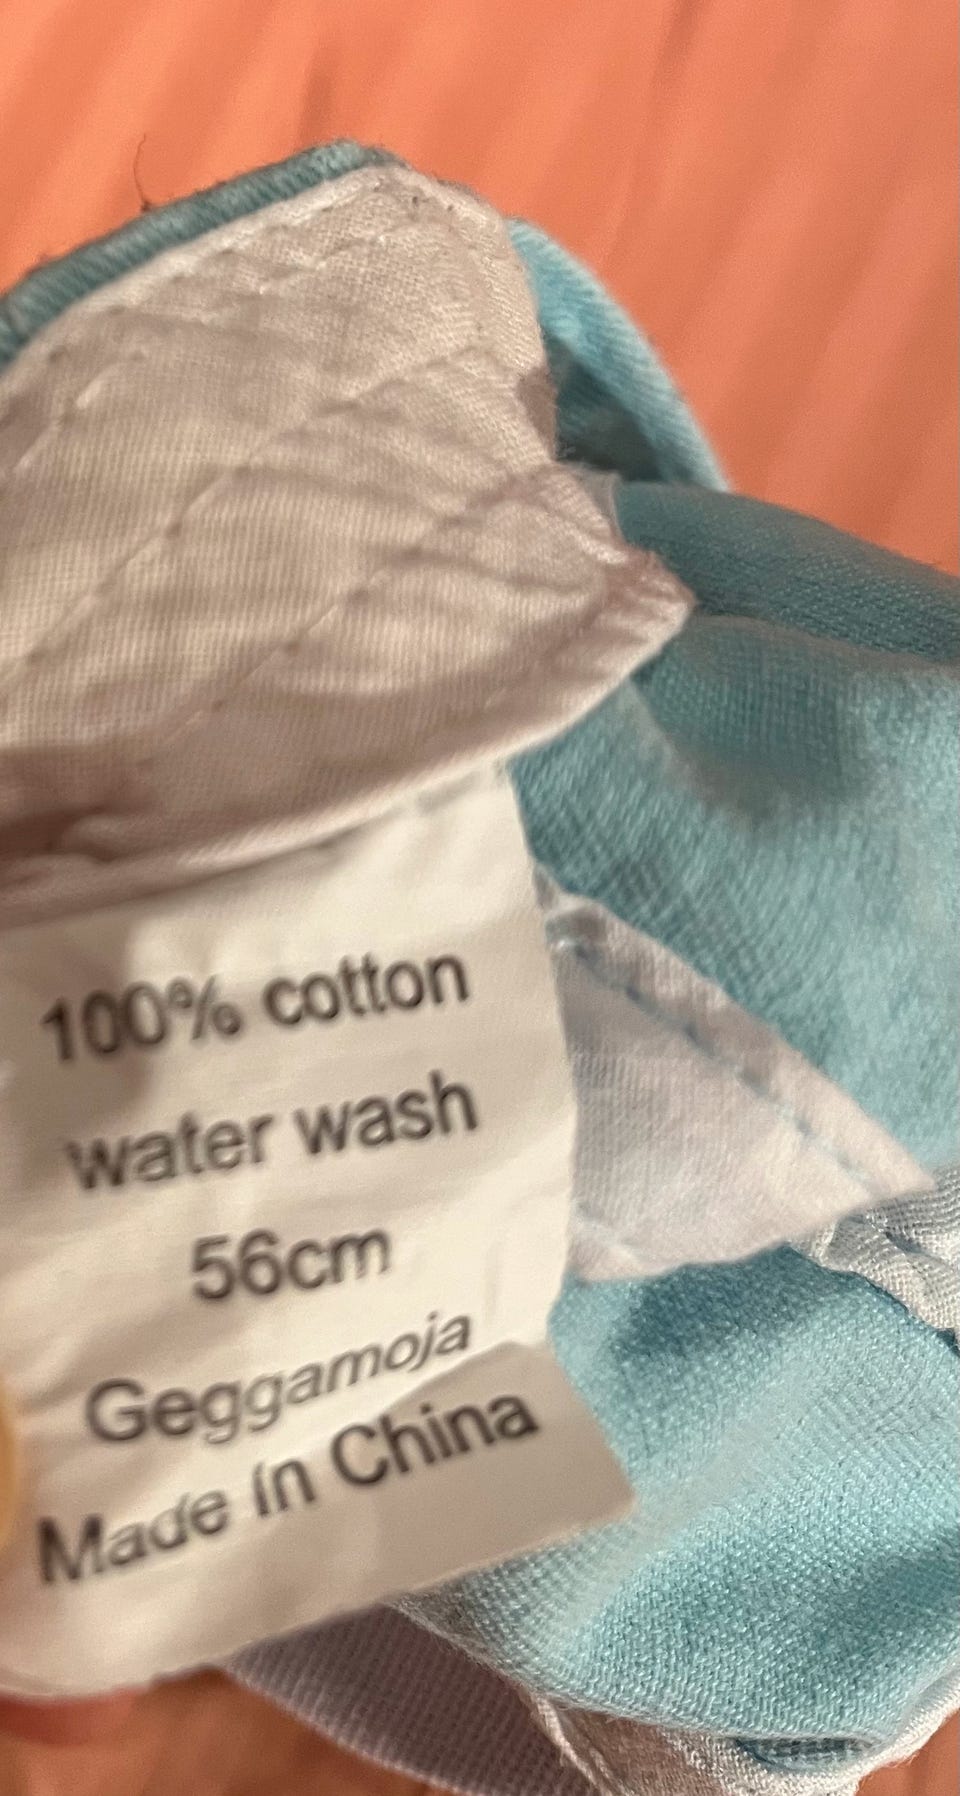 100% cotton
water wash
56cm
Geggamoja
Made In China